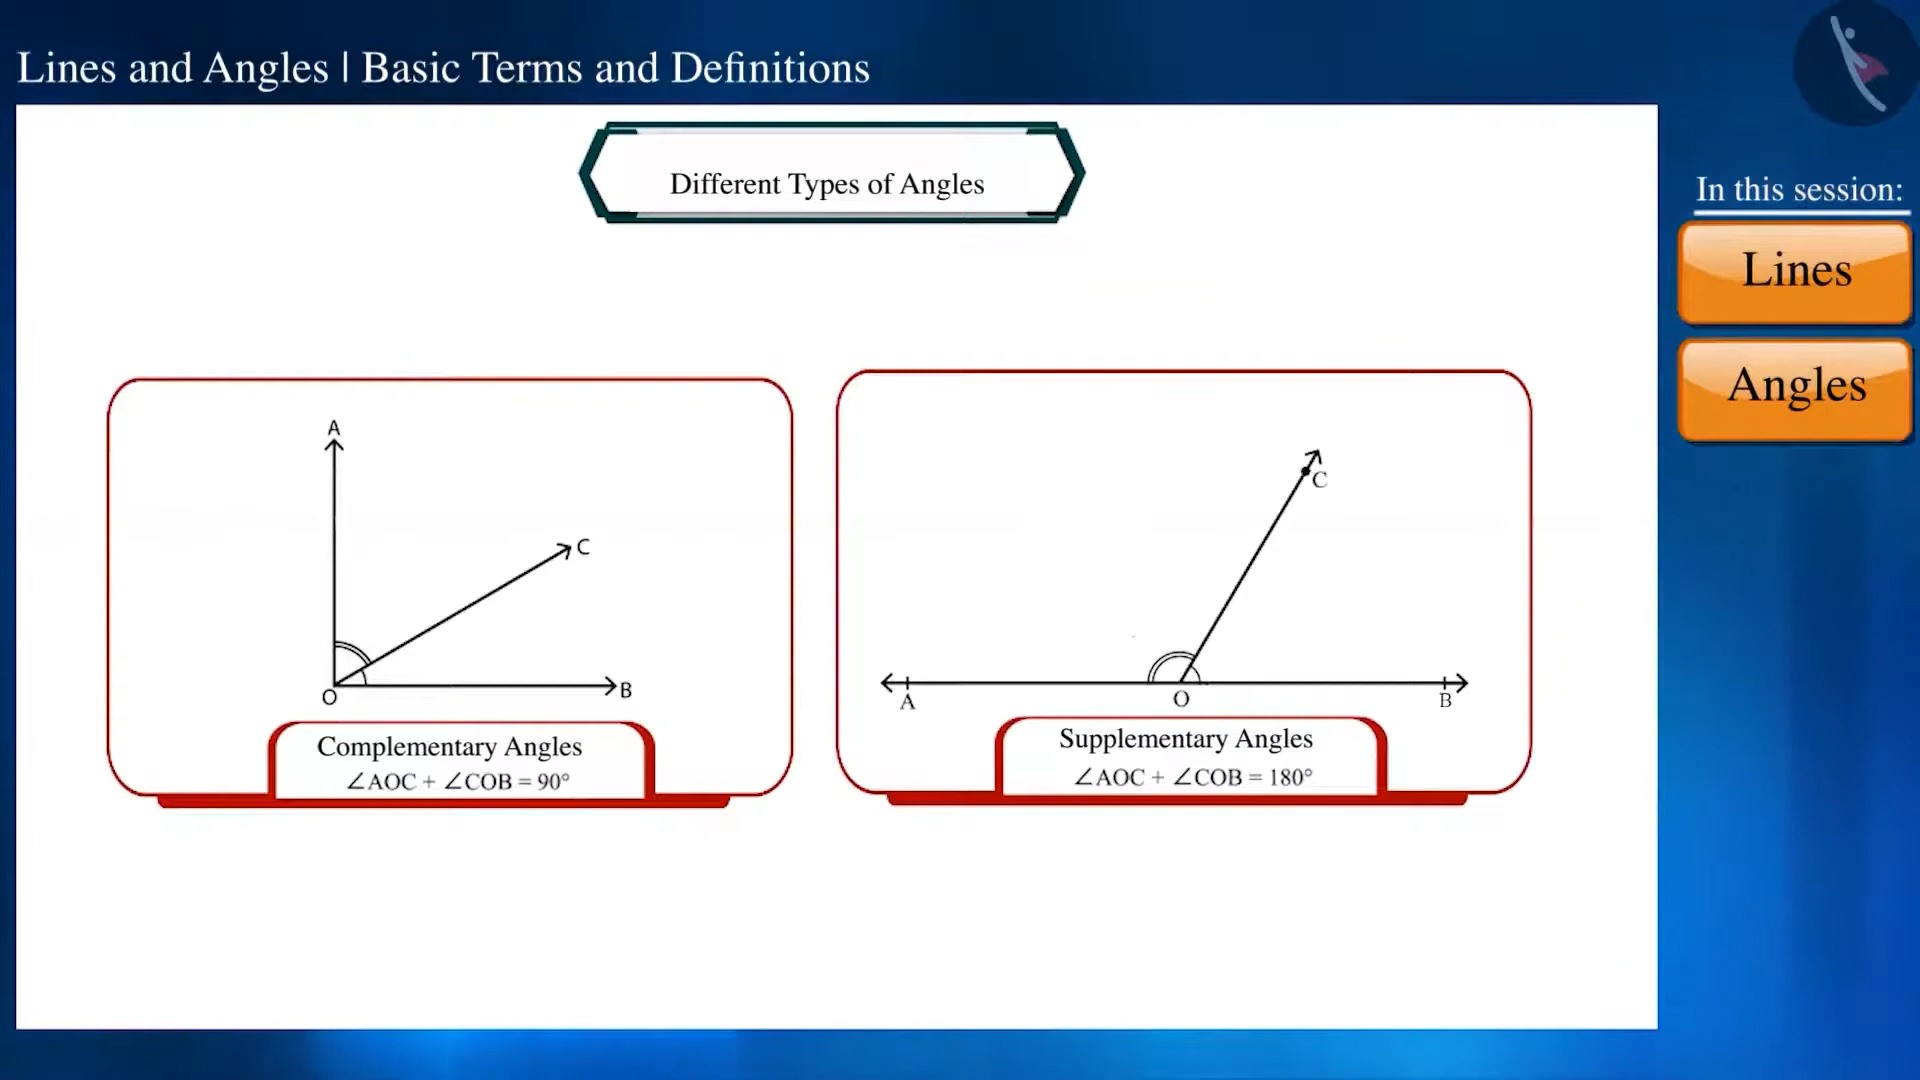 Lines and Angles | Basic Terms and Definitions
Different Types of Angles
In this session:
Lines
Angles
A
C
O
B
Complementary Angles
∠AOC + ∠COB = 90°
C
A
O
B
Supplementary Angles
∠AOC + ∠COB = 180°